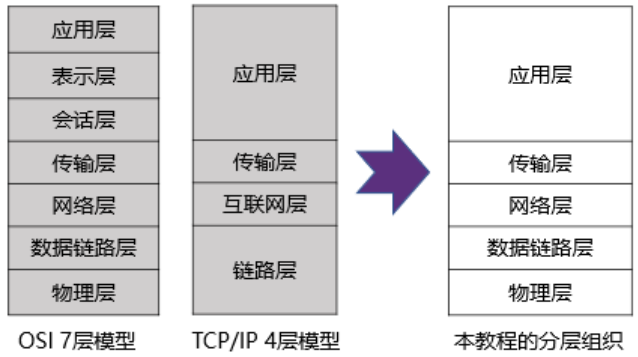 应用层
表示层
会话层
传输层
网络层
数据链路层
物理层
OSI 7层模型
应用层
传输层
互联网层
链路层
TCP/IP 4层模型
应用层
传输层
网络层
数据链路层
物理层
本教程的分层组织